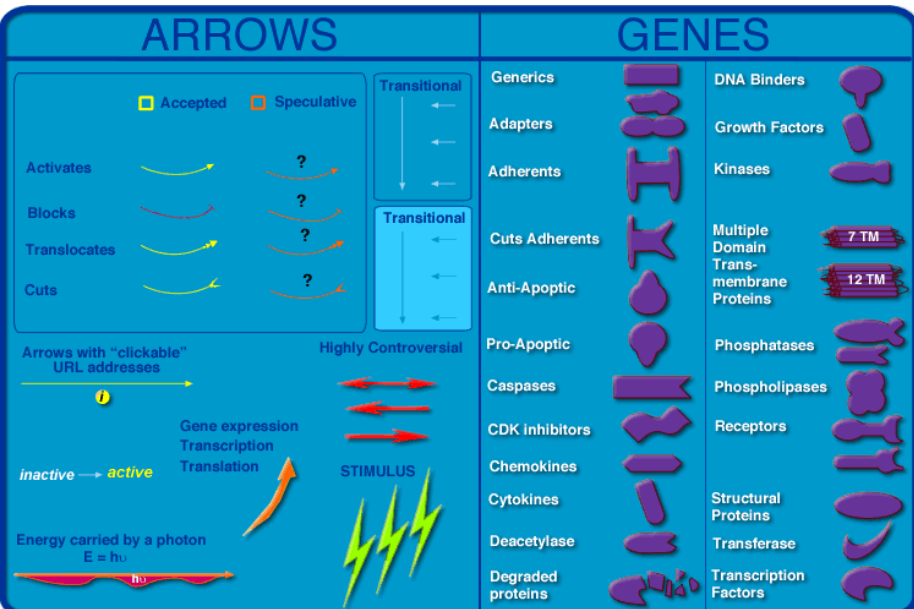 ARROWS
Accepted
Speculative
Activates
?
Blocks
?
Translocates
?
Cuts
?
Transitional
Transitional
Arrows with “clickable”
URL addresses
i
Highly Controversial
Gene expression
Transcription
Translation
inactive
active
STIMULUS
Energy carried by a photon
E = hυ
hυ
GENES
Generics
Adapters
Adherents
Cuts Adherents
Anti-Apoptic
Pro-Apoptic
Caspases
CDK inhibitors
Chemokines
Cytokines
Deacetylase
Degraded
proteins
DNA Binders
Growth Factors
Kinases
Multiple
Domain
Trans-
membrane
Proteins
7 TM
12 TM
Phosphatases
Phospholipases
Receptors
Structural
Proteins
Transferase
Transcription
Factors